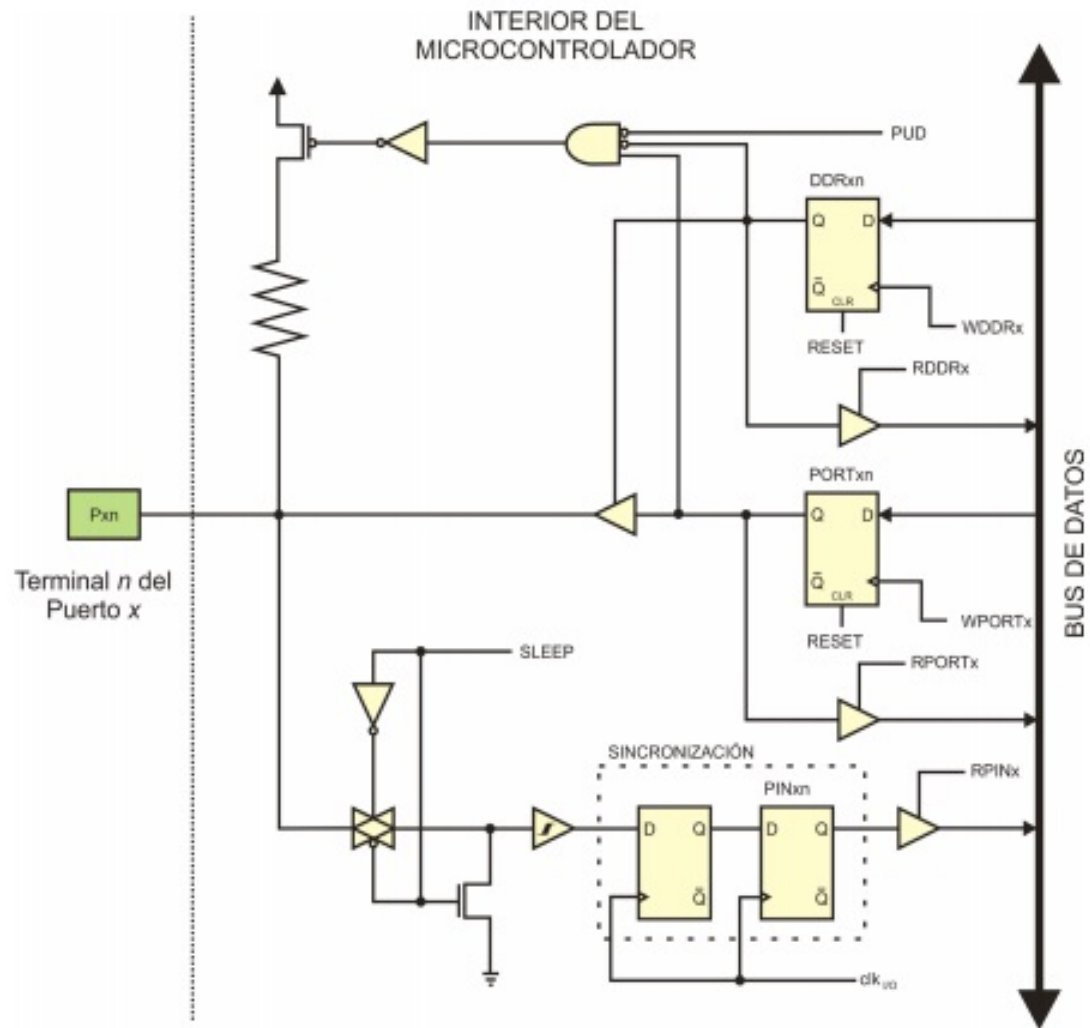 INTERIOR DEL
MICROCONTROLADOR
PUD
DDRxn
Q D
Q̄
CLR
RESET
WDDRx
RDDRx
PORTxn
Pxn
Q D
Q̄
CLR
RESET
WPORTx
Terminal n del
Puerto x
BUS DE DATOS
SLEEP
RPORTx
SINCRONIZACIÓN
PINxn
RPINx
D Q
D Q
Q̄
Q̄
clk I/O